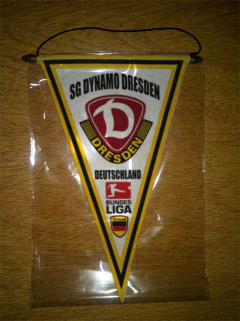 SG DYNAMO DRESDEN
D
DRESDEN
DEUTSCHLAND
BUNDES
LIGA